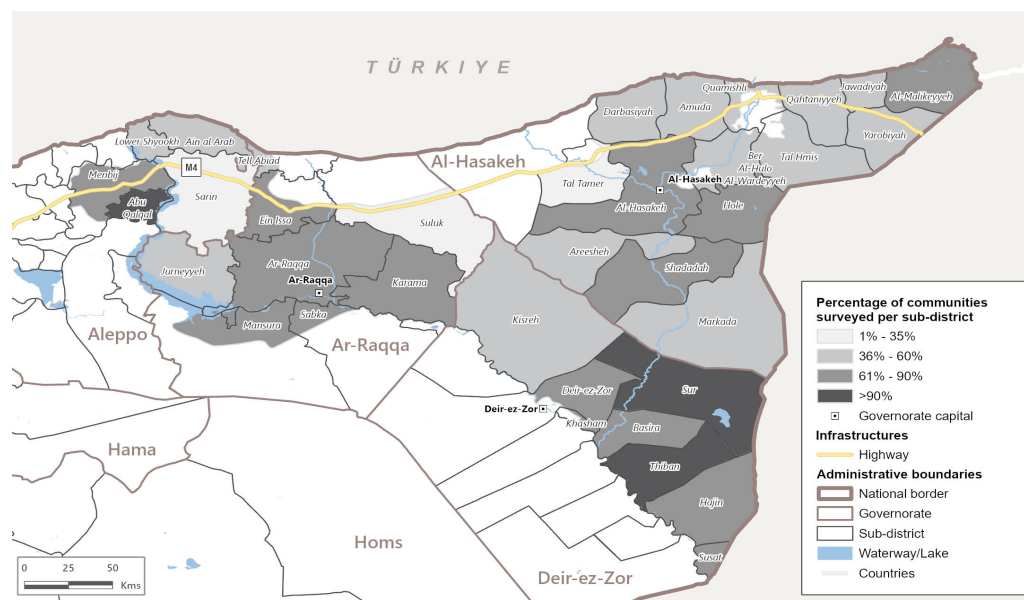 TÜRKIYE
Quamishli
Jawadiyah
Darbasiyah
Amuda
Qahtaniyyeh
Al-Malikeyyeh
Yarobiyah
Lower Shyookh
Ain al Arab
Tell Abiad
Al-Hasakeh
Ber
Al-Hulo
Al-Wardeyyeh
Tal Hmis
Menbij
M4
Tal Tamer
Al-Hasakeh
Abu
Qalqal
Sarin
Al-Hasakeh
Hole
Ein Issa
Suluk
Areesheh
Jurneyyeh
Ar-Raqqa
Ar-Raqqa
Karama
Shadadah
Mansura
Sabka
Kisreh
Markada
Aleppo
Ar-Raqqa
Deir-ez-Zor
Sur
Deir-ez-Zor
Khasham
Basira
Hama
Thiban
Hajin
Homs
Susat
Deir-ez-Zor
0 25 50
Kms
Percentage of communities
surveyed per sub-district
1% - 35%
36% - 60%
61% - 90%
>90%
Governorate capital
Infrastructures
Highway
Administrative boundaries
National border
Governorate
Sub-district
Waterway/Lake
Countries